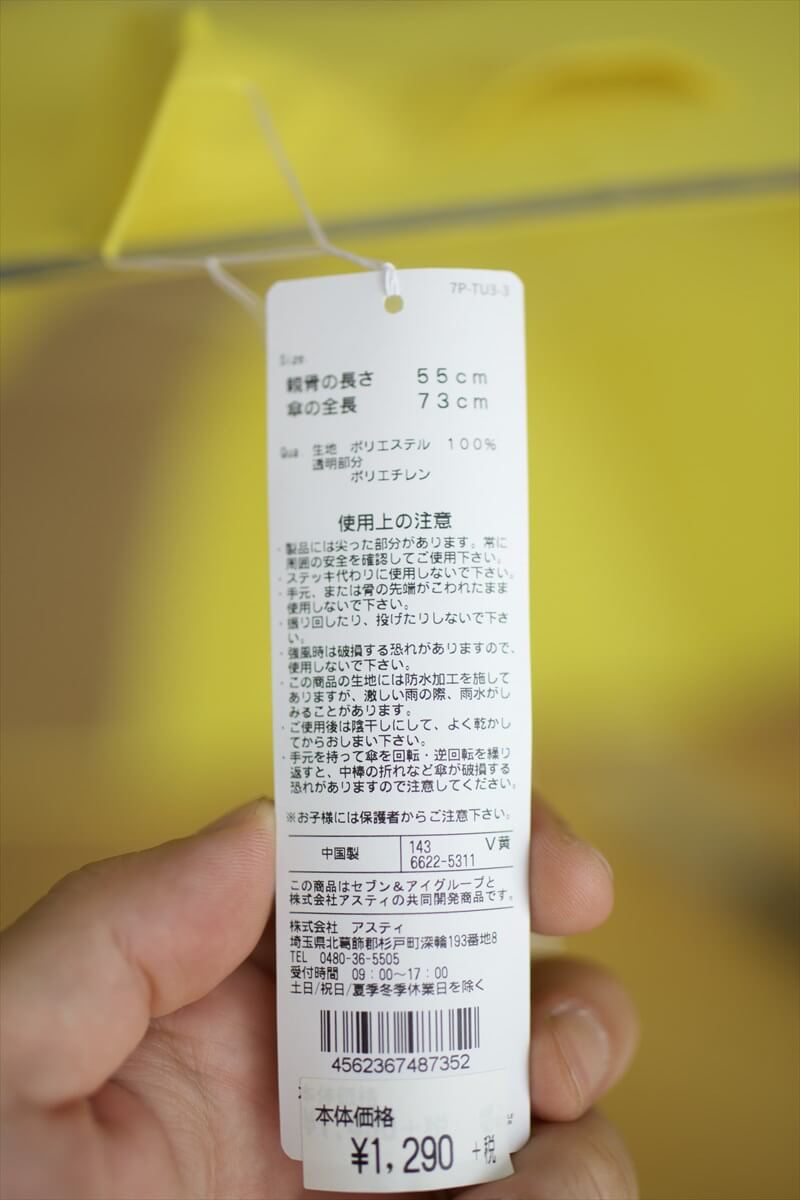 7P-TU3-3
Size
親骨の長さ 55cm
傘の全長 73cm
Qua 生地 ポリエステル 100%
透明部分
ポリエチレン
使用上の注意
・製品には尖った部分があります。常に
周囲の安全を確認してご使用下さい。
・ステッキ代わりに使用しないで下さい。
・手元、または骨の先端がこわれたまま
使用しないで下さい。
・振り回したり、投げたりしないで下さ
い。
・強風時は破損する恐れがありますので、
使用しないで下さい。
・この商品の生地には防水加工を施して
ありますが、激しい雨の際、雨水がし
みることがあります。
・ご使用後は陰干しにして、よく乾かし
てからおしまい下さい。
・手元を持って傘を回転・逆回転を繰り
返すと、中棒の折れなど傘が破損する
恐れがありますので注意してください。
※お子様には保護者からご注意下さい。
中国製 143 V黄
6622-5311
この商品はセブン&アイグループと
株式会社アスティの共同開発商品です。
株式会社 アスティ
埼玉県北葛飾郡杉戸町深輪193番地8
TEL 0480-36-5505
受付時間 09:00〜17:00
土日/祝日/夏季冬季休業日を除く
4562367487352
本体価格
¥1,290 +税